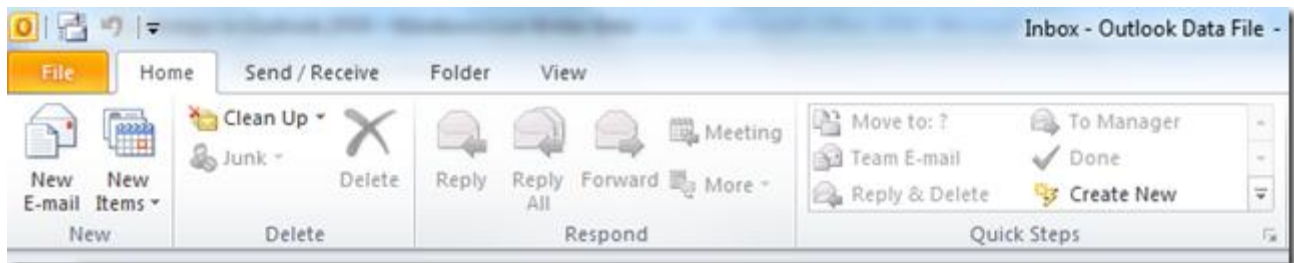 Inbox - Outlook Data File -
File Home Send / Receive Folder View
New E-mail
New Items
Clean Up
Junk
Delete
Reply
Reply All
Forward
Meeting
More
Move to: ?
Team E-mail
Reply & Delete
To Manager
Done
Create New
New Delete Respond Quick Steps